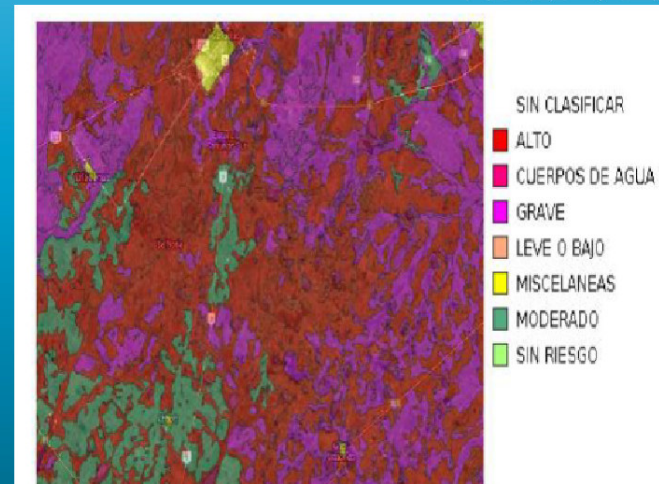 SIN CLASIFICAR
ALTO
CUERPOS DE AGUA
GRAVE
LEVE O BAJO
MISCELANEAS
MODERADO
SIN RIESGO